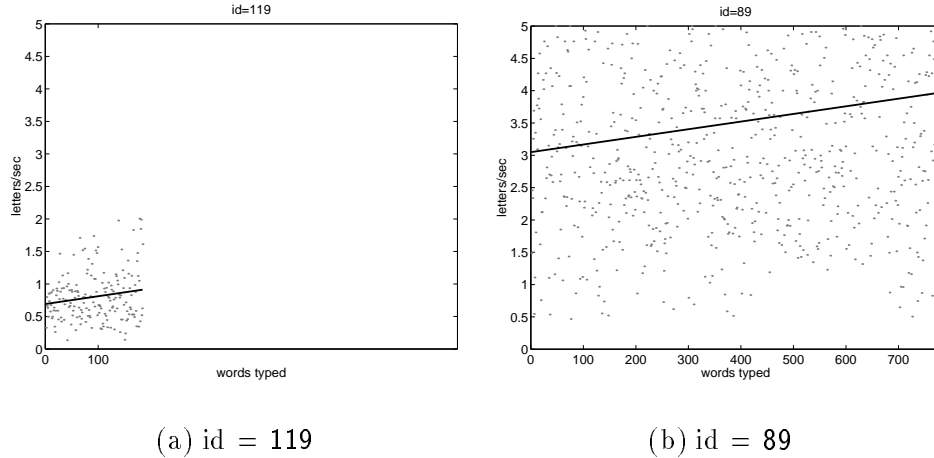 id=119
5
4.5
4
3.5
3
2.5
2
1.5
1
0.5
0
letters/sec
0 100
words typed
(a) id = 119
id=89
5
4.5
4
3.5
3
2.5
2
1.5
1
0.5
0
letters/sec
0 100 200 300 400 500 600 700
words typed
(b) id = 89